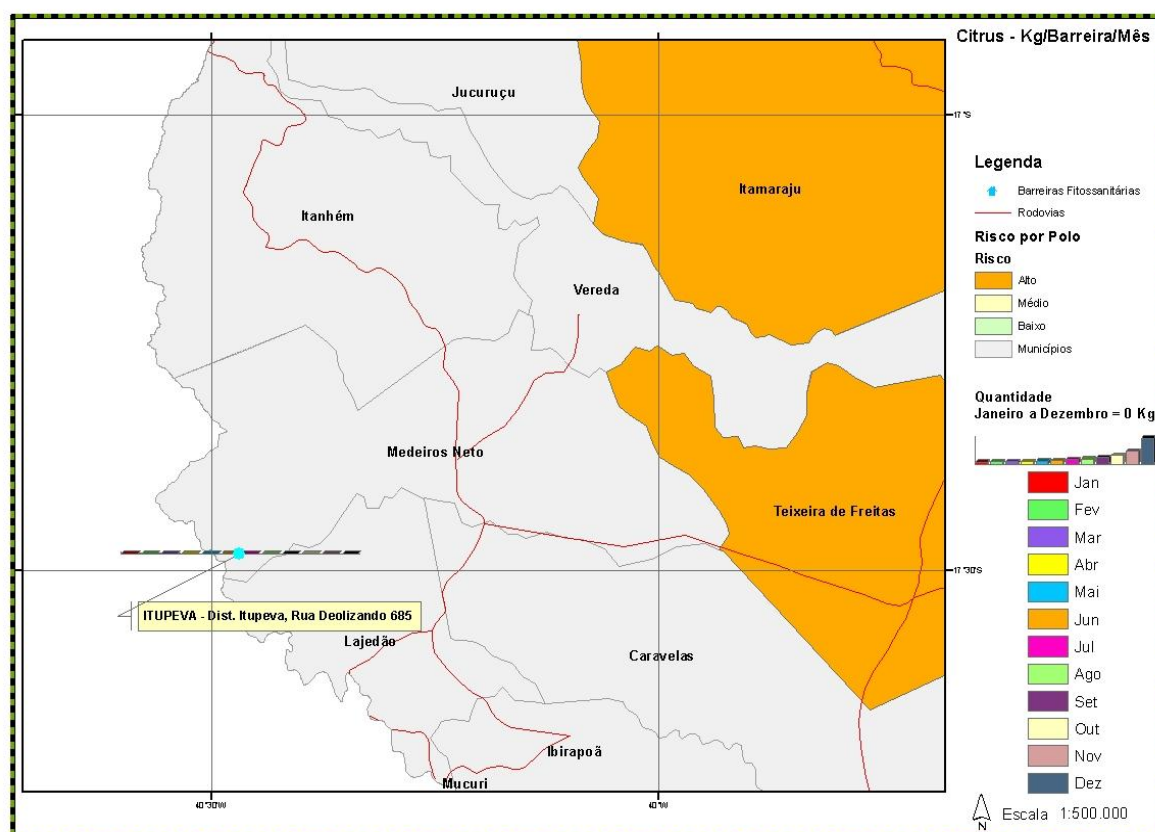 Citrus - Kg/Barreira/Mês
Jucuruçu
17°S
Itamaraju
Itanhém
Vereda
Medeiros Neto
Teixeira de Freitas
17°30'S
ITUPEVA - Dist. Itupeva, Rua Deolizando 685
Lajedão
Caravelas
Ibirapoã
Mucuri
40°30'W
40°W
Legenda
Barreiras Fitossanitárias
Rodovias
Risco por Polo
Risco
Alto
Médio
Baixo
Municípios
Quantidade
Janeiro a Dezembro = 0 Kg
Jan
Fev
Mar
Abr
Mai
Jun
Jul
Ago
Set
Out
Nov
Dez
N
Escala 1:500.000